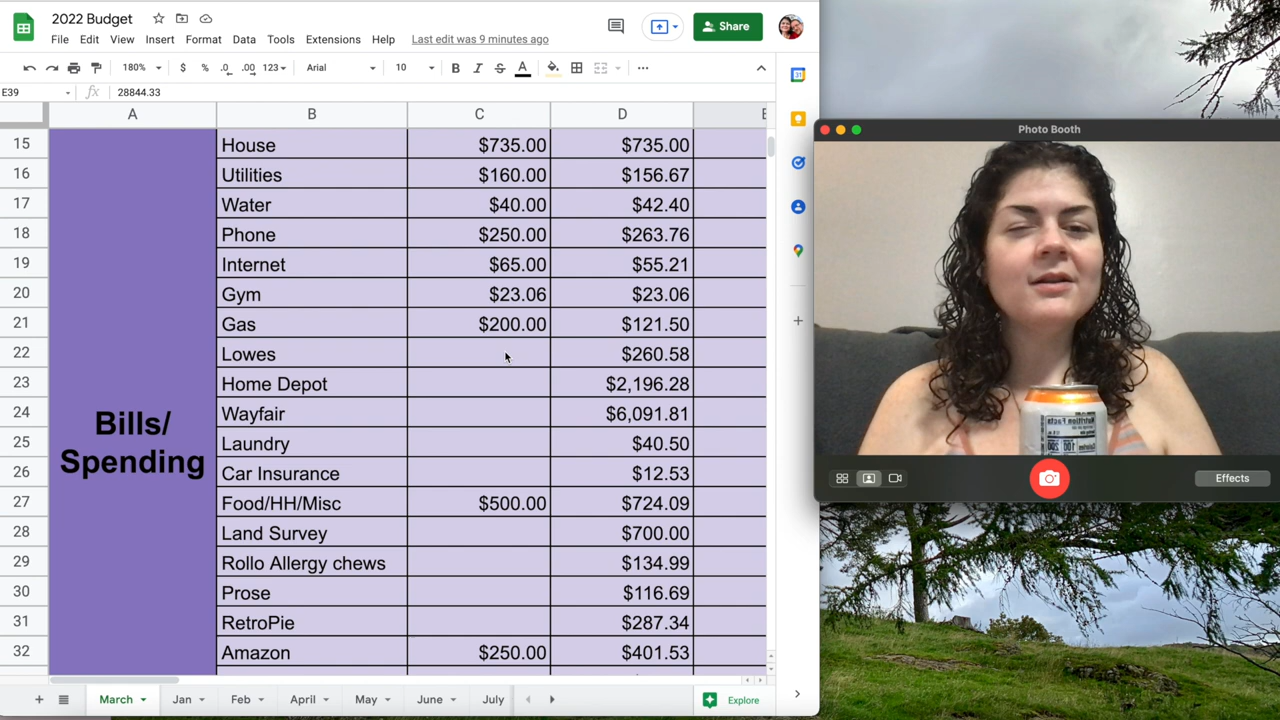 2022 Budget
File Edit View Insert Format Data Tools Extensions Help Last edit was 9 minutes ago
Share
180% $ % .0 .00 123 Arial 10 B I S A
E39 fx 28844.33
A B C D E
15 House $735.00 $735.00
16 Utilities $160.00 $156.67
17 Water $40.00 $42.40
18 Phone $250.00 $263.76
19 Internet $65.00 $55.21
20 Gym $23.06 $23.06
21 Gas $200.00 $121.50
22 Lowes $260.58
23 Home Depot $2,196.28
24 Wayfair $6,091.81
Bills/
Spending
25 Laundry $40.50
26 Car Insurance $12.53
27 Food/HH/Misc $500.00 $724.09
28 Land Survey $700.00
29 Rollo Allergy chews $134.99
30 Prose $116.69
31 RetroPie $287.34
32 Amazon $250.00 $401.53
+ March Jan Feb April May June July Explore
31
Photo Booth
Nutrition Facts
100
200
Effects